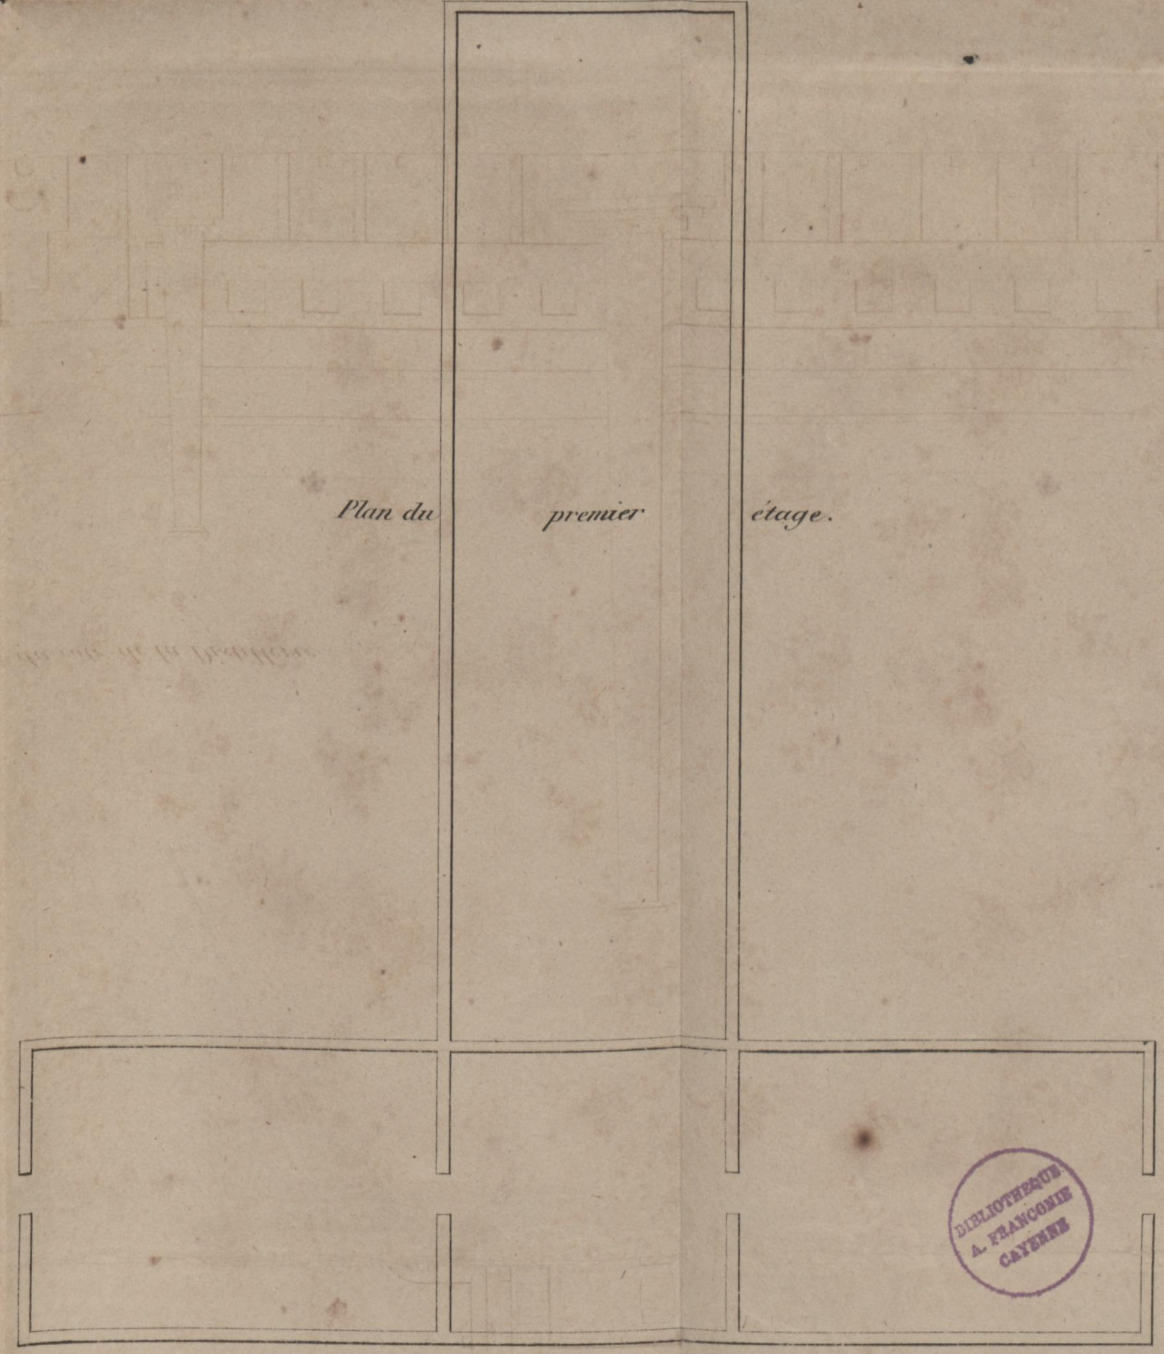 Plan du premier étage.
BIBLIOTHEQUE
A. FRANCONIE
CAYENNE